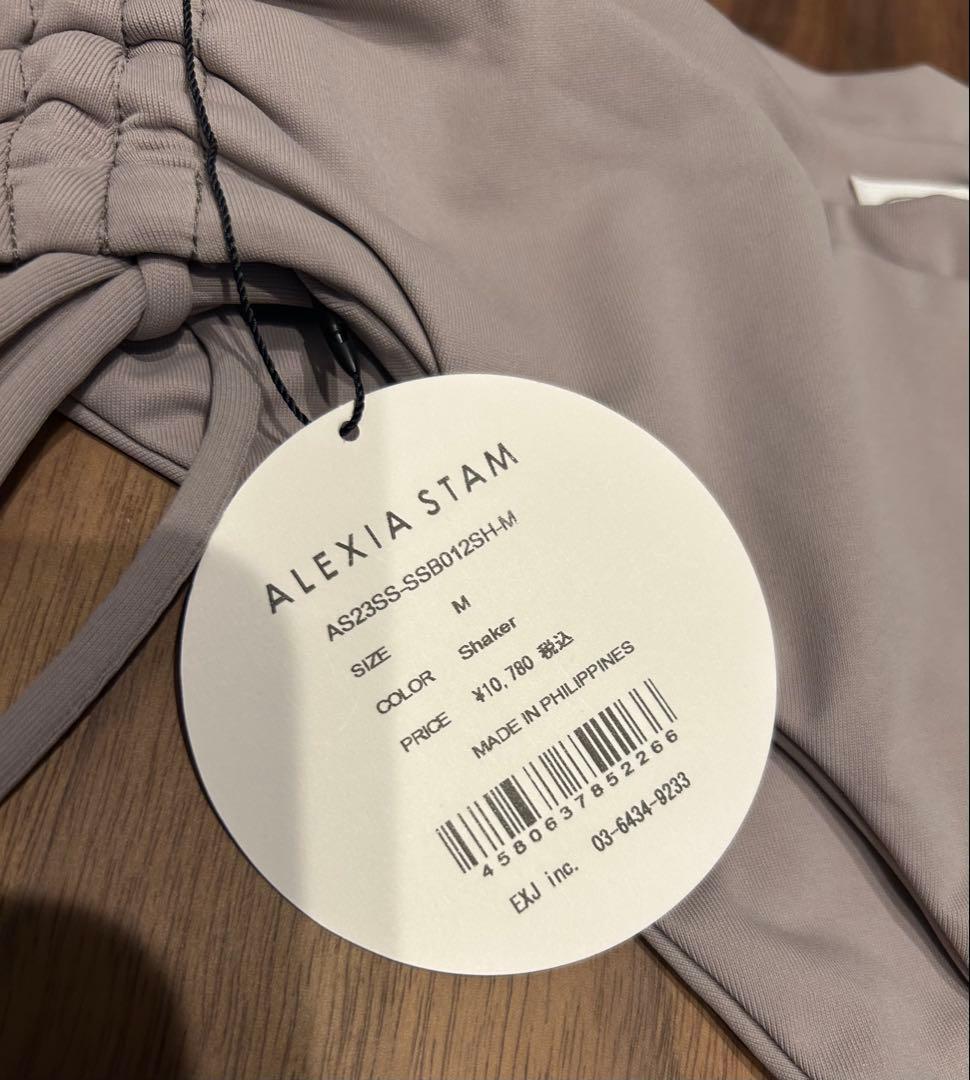 ALEXIA STAM
AS23SS-SSB012SH-M
SIZE M
COLOR Shaker
PRICE ¥10,780 税込
MADE IN PHILIPPINES
4580637852266
EXJ inc. 03-6434-9233